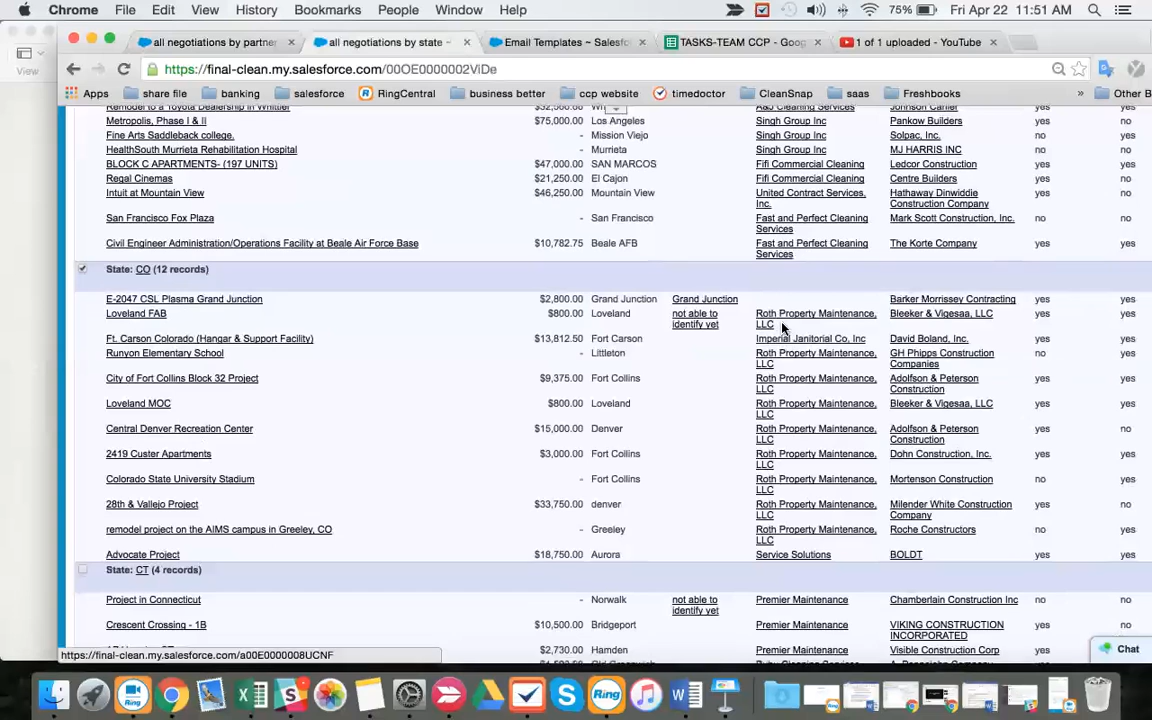 Chrome File Edit View History Bookmarks People Window Help 75% Fri Apr 22 11:51 AM
all negotiations by partner
all negotiations by state ~
Email Templates ~ Salesfo
TASKS-TEAM CCP - Goog
1 of 1 uploaded - YouTube
View
https://final-clean.my.salesforce.com/00OE0000002ViDe
Apps share file banking salesforce RingCentral business better ccp website timedoctor CleanSnap saas Freshbooks » Other B
Remodel to a Toyota Dealership in Whittier
Metropolis, Phase I & II $75,000.00 Los Angeles Singh Group Inc Pankow Builders yes no
Fine Arts Saddleback college. - Mission Viejo Singh Group Inc Solpac, Inc. no yes
HealthSouth Murrieta Rehabilitation Hospital - Murrieta Singh Group Inc MJ HARRIS INC no no
BLOCK C APARTMENTS- (197 UNITS) $47,000.00 SAN MARCOS Fifi Commercial Cleaning Ledcor Construction yes yes
Regal Cinemas $21,250.00 El Cajon Fifi Commercial Cleaning Centre Builders yes no
Intuit at Mountain View $46,250.00 Mountain View United Contract Services, Hathaway Dinwiddie yes no
Inc. Construction Company
San Francisco Fox Plaza - San Francisco Fast and Perfect Cleaning Mark Scott Construction, Inc. no no
Services
Civil Engineer Administration/Operations Facility at Beale Air Force Base $10,782.75 Beale AFB Fast and Perfect Cleaning The Korte Company yes yes
Services
State: CO (12 records)
E-2047 CSL Plasma Grand Junction $2,800.00 Grand Junction Grand Junction Barker Morrissey Contracting yes yes
Loveland FAB $800.00 Loveland not able to Roth Property Maintenance, Bleeker & Vigesaa, LLC yes yes
identify yet LLC
Ft. Carson Colorado (Hangar & Support Facility) $13,812.50 Fort Carson Imperial Janitorial Co, Inc David Boland, Inc. yes yes
Runyon Elementary School - Littleton Roth Property Maintenance, GH Phipps Construction no yes
LLC Companies
City of Fort Collins Block 32 Project $9,375.00 Fort Collins Roth Property Maintenance, Adolfson & Peterson yes yes
LLC Construction
Loveland MOC $800.00 Loveland Roth Property Maintenance, Bleeker & Vigesaa, LLC yes yes
LLC
Central Denver Recreation Center $15,000.00 Denver Roth Property Maintenance, Adolfson & Peterson yes no
LLC Construction
2419 Custer Apartments $3,000.00 Fort Collins Roth Property Maintenance, Dohn Construction, Inc. yes yes
LLC
Colorado State University Stadium - Fort Collins Roth Property Maintenance, Mortenson Construction no yes
LLC
28th & Vallejo Project $33,750.00 denver Roth Property Maintenance, Milender White Construction yes yes
LLC Company
remodel project on the AIMS campus in Greeley, CO - Greeley Roth Property Maintenance, Roche Constructors no yes
LLC
Advocate Project $18,750.00 Aurora Service Solutions BOLDT yes yes
State: CT (4 records)
Project in Connecticut - Norwalk not able to Premier Maintenance Chamberlain Construction Inc no no
identify yet
Crescent Crossing - 1B $10,500.00 Bridgeport Premier Maintenance VIKING CONSTRUCTION yes yes
INCORPORATED
$2,730.00 Hamden Premier Maintenance Visible Construction Corp yes yes
https://final-clean.my.salesforce.com/a00E0000008UCNF
Chat
Ring